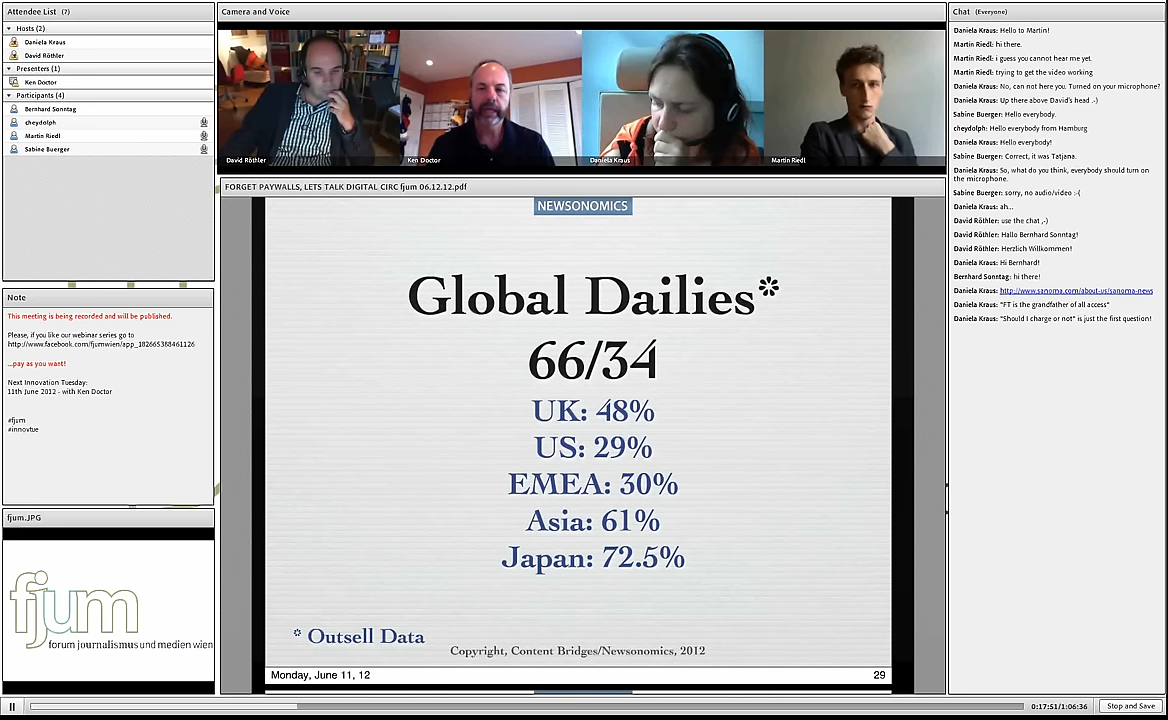 Attendee List (7)
Hosts (2)
Daniela Kraus
David Röthler
Presenters (1)
Ken Doctor
Participants (4)
Bernhard Sonntag
cheydolph
Martin Riedl
Sabine Buerger
Note
This meeting is being recorded and will be published.
Please, if you like our webinar series go to
http://www.facebook.com/fjumwien/app_182665388461126
...pay as you want!
Next Innovation Tuesday:
11th June 2012 - with Ken Doctor
#fjum
#innovtue
fjum.JPG
fjum
forum journalismus und medien wien
Camera and Voice
David Röthler
Ken Doctor
Daniela Kraus
Martin Riedl
FORGET PAYWALLS, LETS TALK DIGITAL CIRC fjum 06.12.12.pdf
NEWSONOMICS
Global Dailies*
66/34
UK: 48%
US: 29%
EMEA: 30%
Asia: 61%
Japan: 72.5%
* Outsell Data
Copyright, Content Bridges/Newsonomics, 2012
Monday, June 11, 12
29
Chat (Everyone)
Daniela Kraus: Hello to Martin!
Martin Riedl: hi there.
Martin Riedl: i guess you cannot hear me yet.
Martin Riedl: trying to get the video working
Daniela Kraus: No, can not here you. Turned on your microphone?
Daniela Kraus: Up there above David's head :-)
Sabine Buerger: Hello everybody.
cheydolph: Hello everybody from Hamburg
Daniela Kraus: Hello everybody!
Sabine Buerger: Correct, it was Tatjana.
Daniela Kraus: So, what do you think, everybody should turn on
the microphone.
Sabine Buerger: sorry, no audio/video :-(
Daniela Kraus: ah...
David Röthler: use the chat ,-)
David Röthler: Hallo Bernhard Sonntag!
David Röthler: Herzlich Willkommen!
Daniela Kraus: Hi Bernhard!
Bernhard Sonntag: hi there!
Daniela Kraus: http://www.sanoma.com/about-us/sanoma-news
Daniela Kraus: "FT is the grandfather of all access"
Daniela Kraus: "Should I charge or not" is just the first question!
0:17:51/1:06:36
Stop and Save